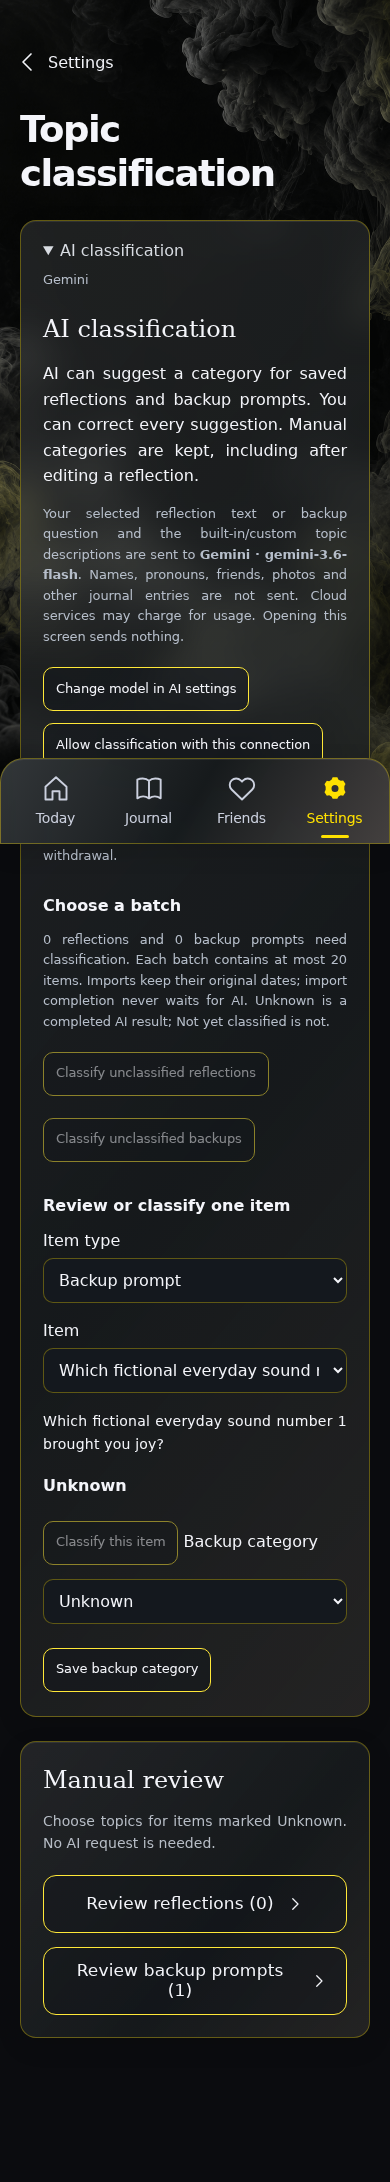 Settings
Topic
classification
▼ AI classification
Gemini
AI classification
AI can suggest a category for saved
reflections and backup prompts. You
can correct every suggestion. Manual
categories are kept, including after
editing a reflection.
Your selected reflection text or backup
question and the built-in/custom topic
descriptions are sent to Gemini · gemini-3.6-
flash. Names, pronouns, friends, photos and
other journal entries are not sent. Cloud
services may charge for usage. Opening this
screen sends nothing.
Change model in AI settings
Allow classification with this connection
Today Journal Friends Settings
withdrawal.
Choose a batch
0 reflections and 0 backup prompts need
classification. Each batch contains at most 20
items. Imports keep their original dates; import
completion never waits for AI. Unknown is a
completed AI result; Not yet classified is not.
Classify unclassified reflections
Classify unclassified backups
Review or classify one item
Item type
Backup prompt
Item
Which fictional everyday sound
Which fictional everyday sound number 1
brought you joy?
Unknown
Classify this item Backup category
Unknown
Save backup category
Manual review
Choose topics for items marked Unknown.
No AI request is needed.
Review reflections (0)
Review backup prompts
(1)